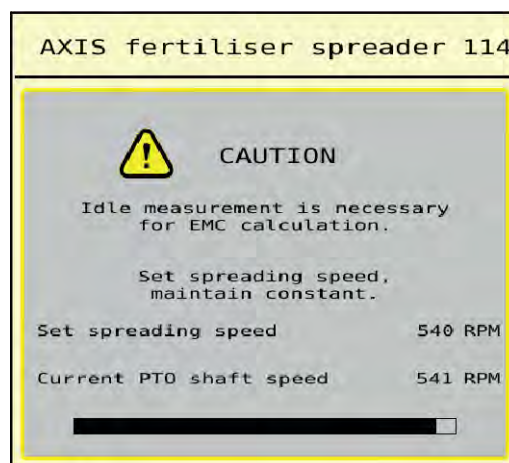 AXIS fertiliser spreader 114
CAUTION
Idle measurement is necessary
for EMC calculation.
Set spreading speed,
maintain constant.
Set spreading speed 540 RPM
Current PTO shaft speed 541 RPM